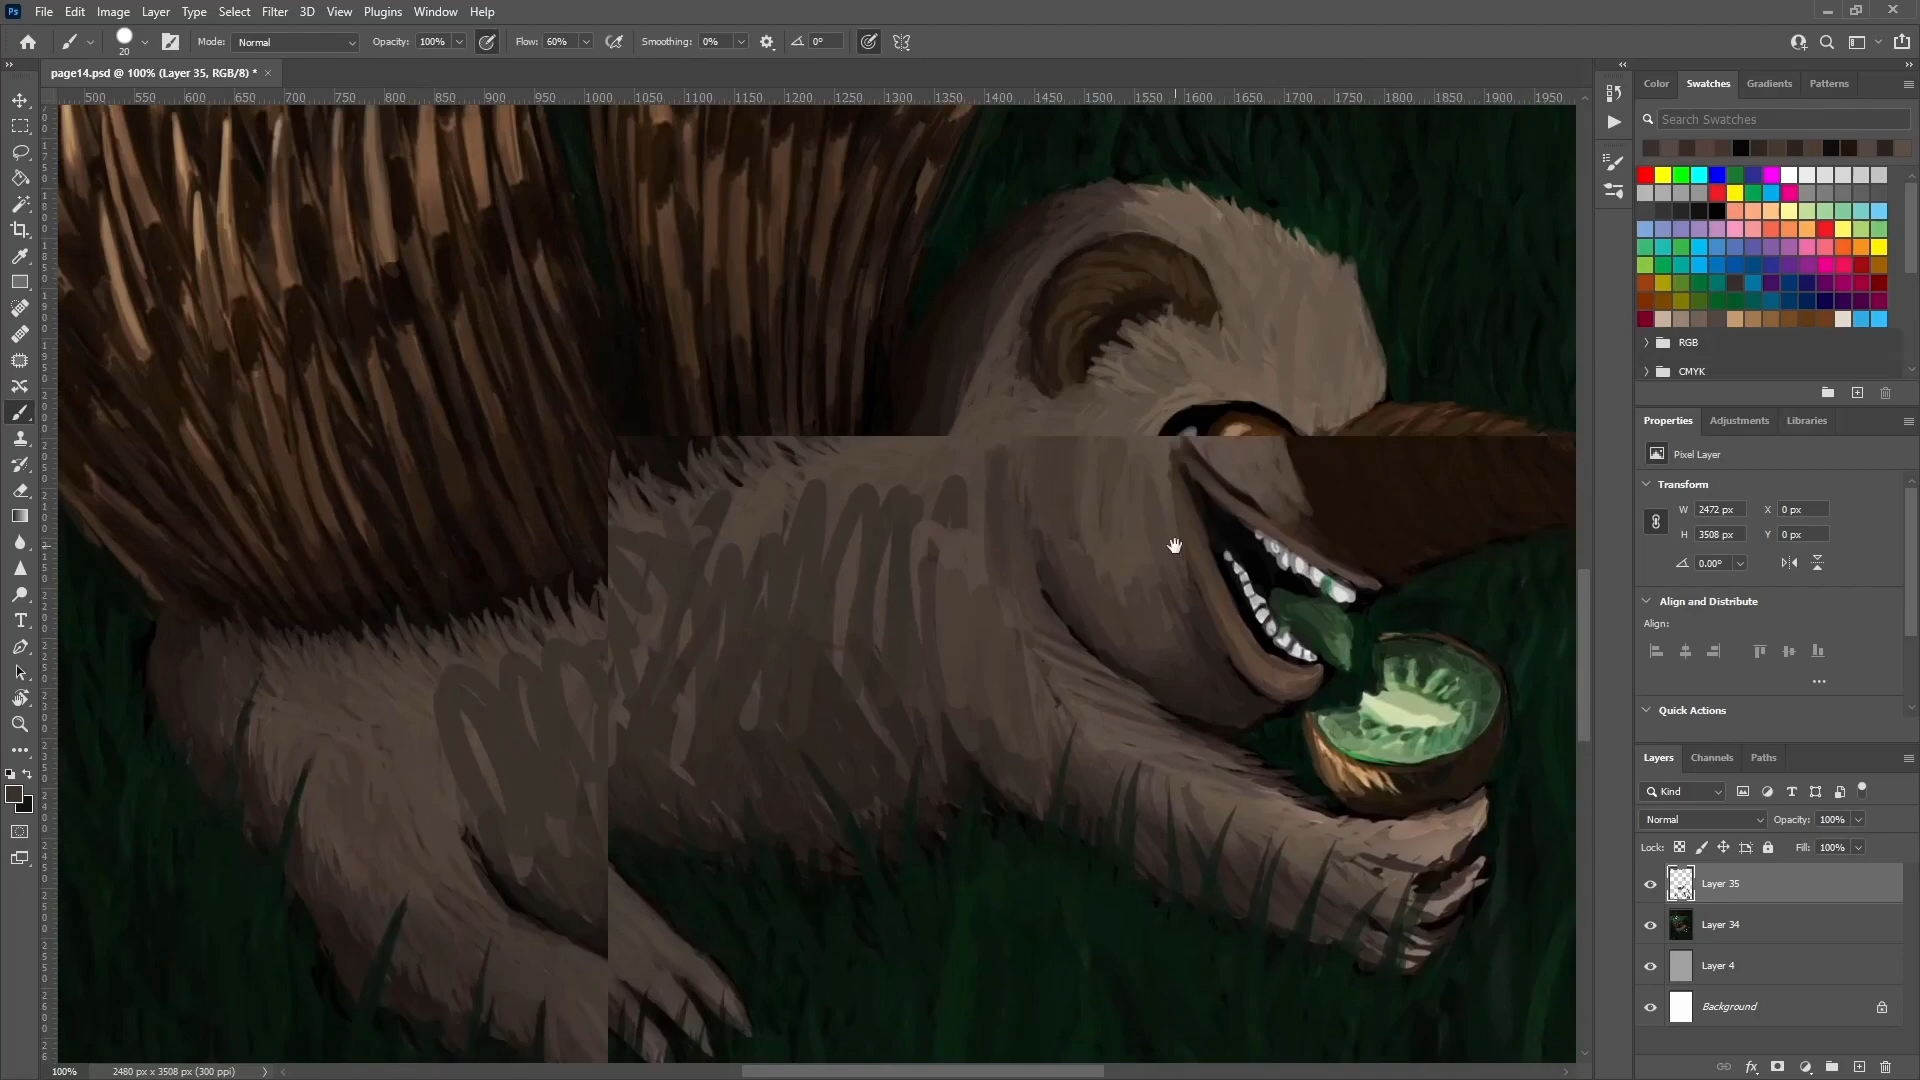 Ps File Edit Image Layer Type Select Filter 3D View Plugins Window Help
20 Mode: Normal Opacity: 100% Flow: 60% Smoothing: 0% 0°
page14.psd @ 100% (Layer 35, RGB/8) *
500 550 600 650 700 750 800 850 900 950 1000 1050 1100 1150 1200 1250 1300 1350 1400 1450 1500 1550 1600 1650 1700 1750 1800 1850 1900 1950
Color Swatches Gradients Patterns
Search Swatches
RGB
CMYK
Properties Adjustments Libraries
Pixel Layer
Transform
W 2472 px X 0 px
H 3508 px Y 0 px
0.00°
Align and Distribute
Align:
Quick Actions
Layers Channels Paths
Kind
Normal Opacity: 100%
Lock: Fill: 100%
Layer 35
Layer 34
Layer 4
Background
100% 2480 px x 3508 px (300 ppi)